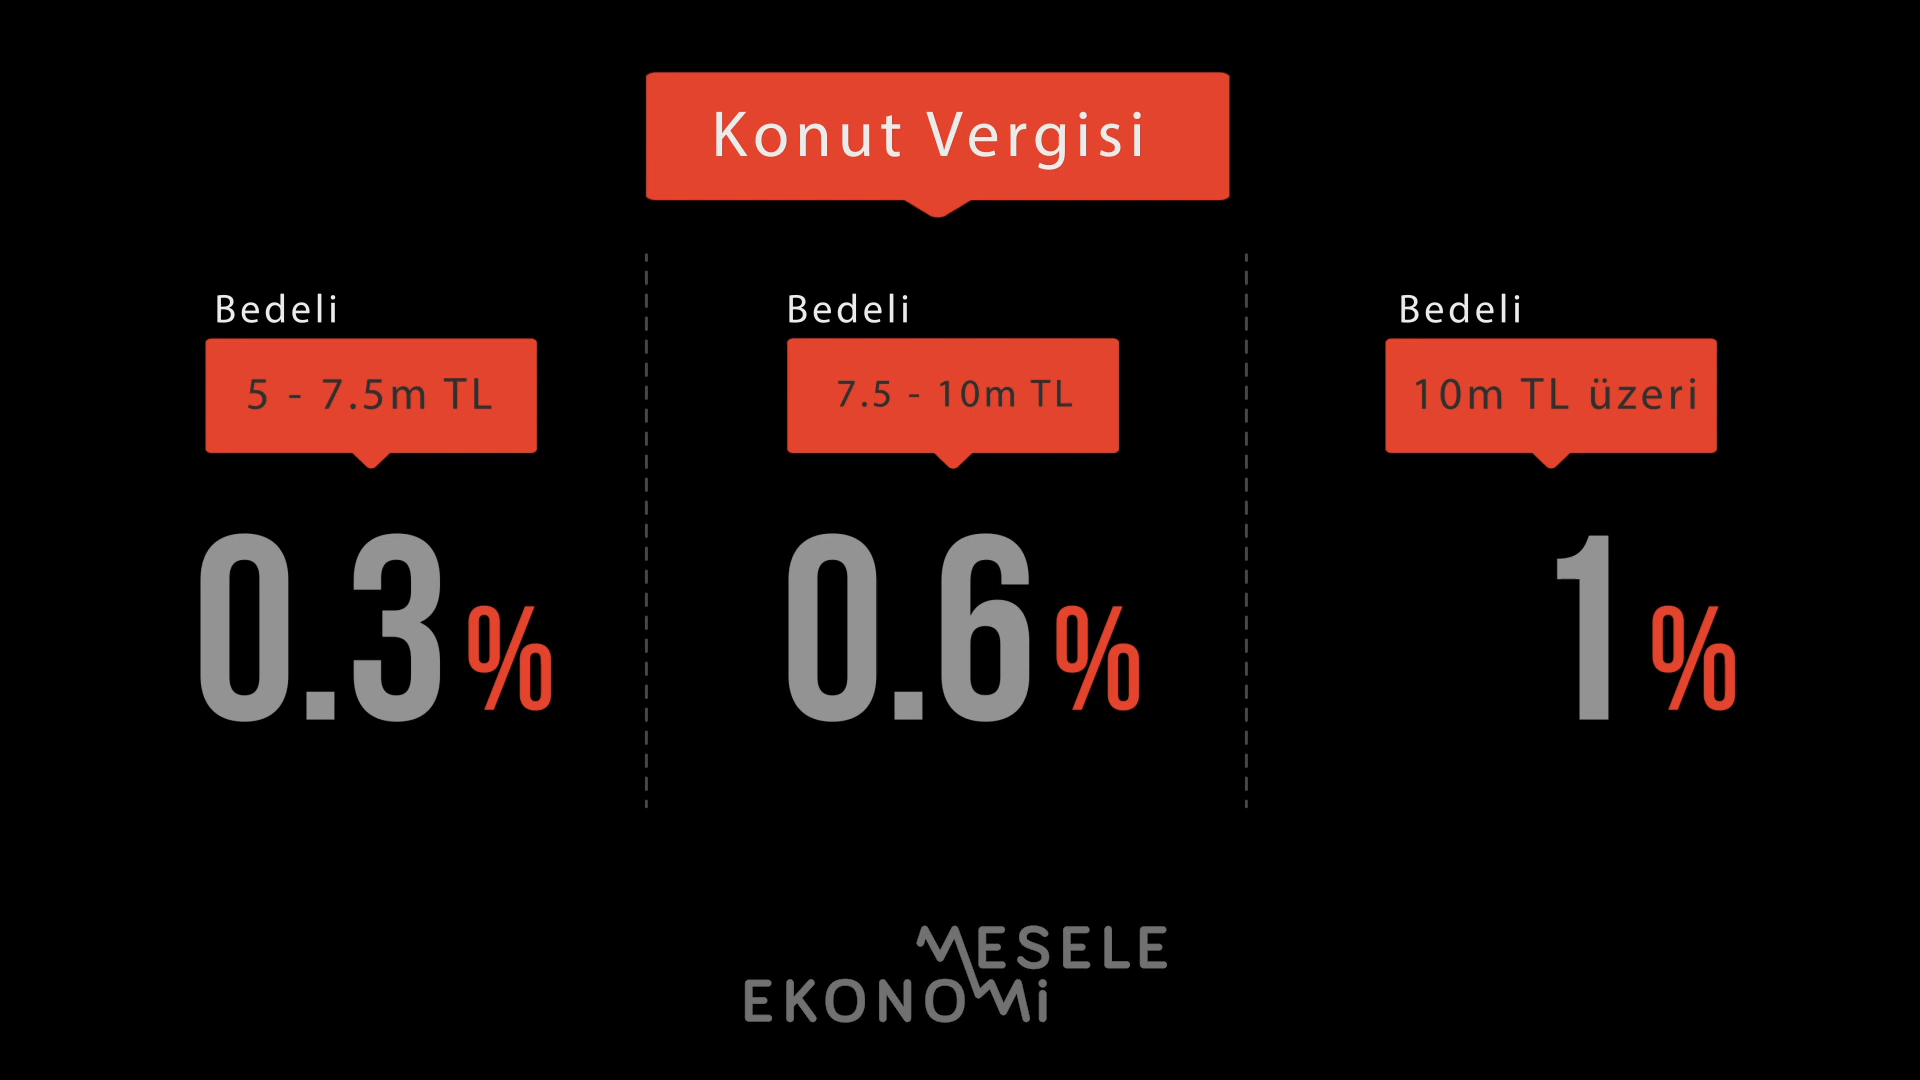 Konut Vergisi
Bedeli
5 - 7.5m TL
0.3%
Bedeli
7.5 - 10m TL
0.6%
Bedeli
10m TL üzeri
1%
MESELE
EKONOMi